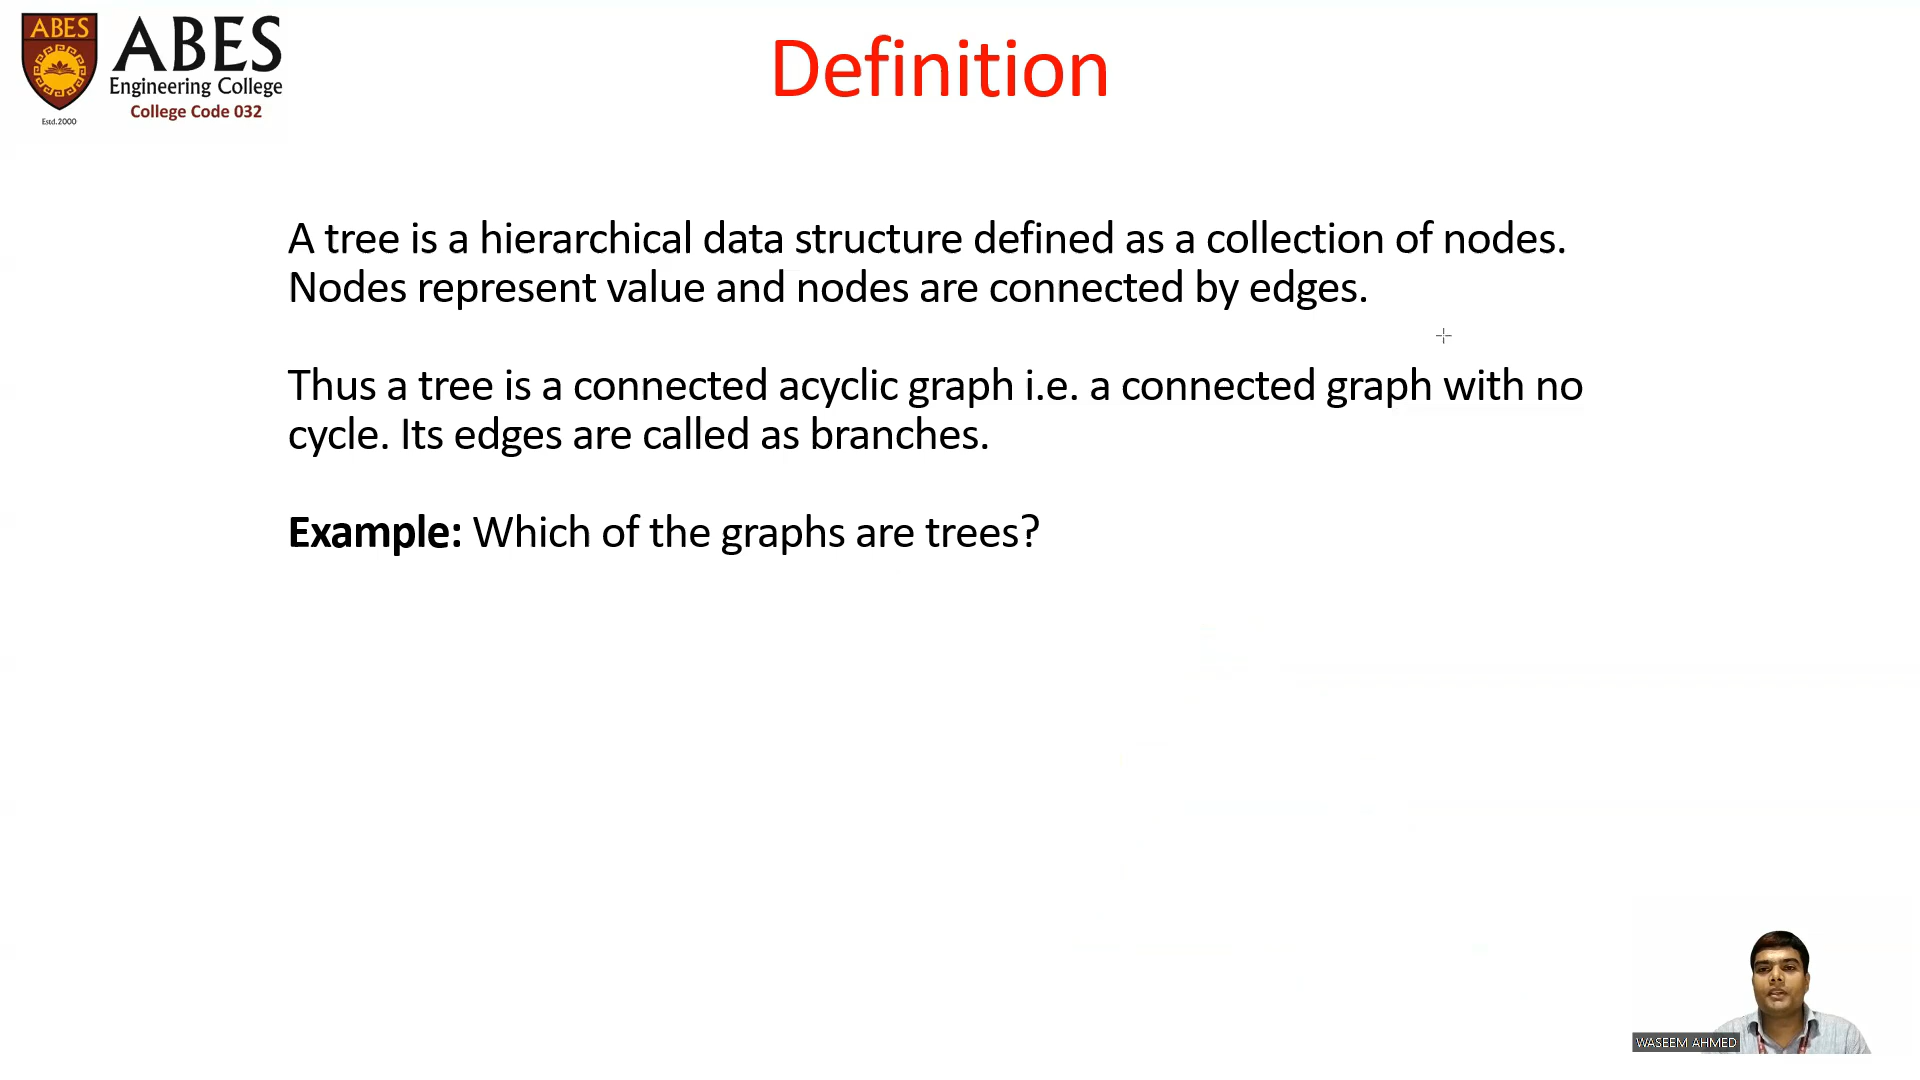 ABES
ABES
Engineering College
College Code 032
Estd.2000
Definition
A tree is a hierarchical data structure defined as a collection of nodes.
Nodes represent value and nodes are connected by edges.
Thus a tree is a connected acyclic graph i.e. a connected graph with no
cycle. Its edges are called as branches.
Example: Which of the graphs are trees?
WASEEM AHMED